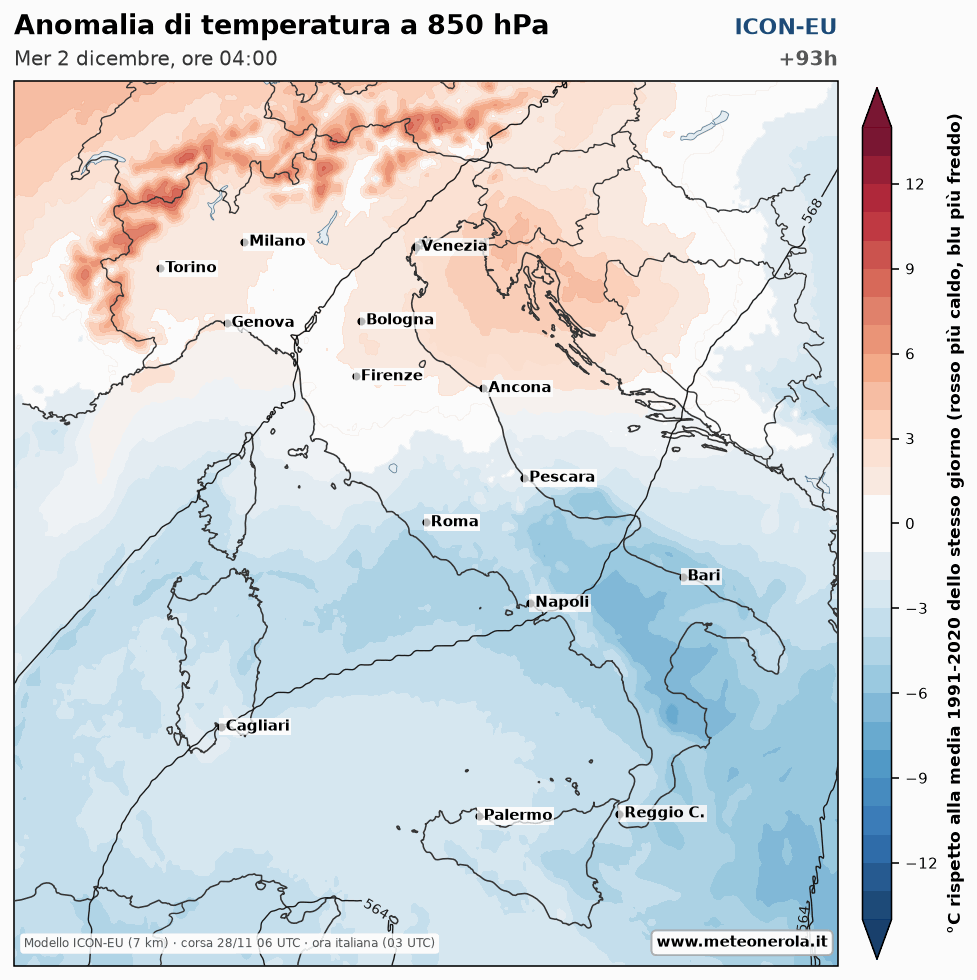 Anomalia di temperatura a 850 hPa
ICON-EU
Mer 2 dicembre, ore 04:00
+93h
568
Milano
Venezia
Torino
Genova
Bologna
Firenze
Ancona
Pescara
Roma
Bari
Napoli
Cagliari
Palermo
Reggio C.
564
564
Modello ICON-EU (7 km) · corsa 28/11 06 UTC · ora italiana (03 UTC)
www.meteonerola.it
12
9
6
3
0
−3
−6
−9
−12
°C rispetto alla media 1991-2020 dello stesso giorno (rosso più caldo, blu più freddo)